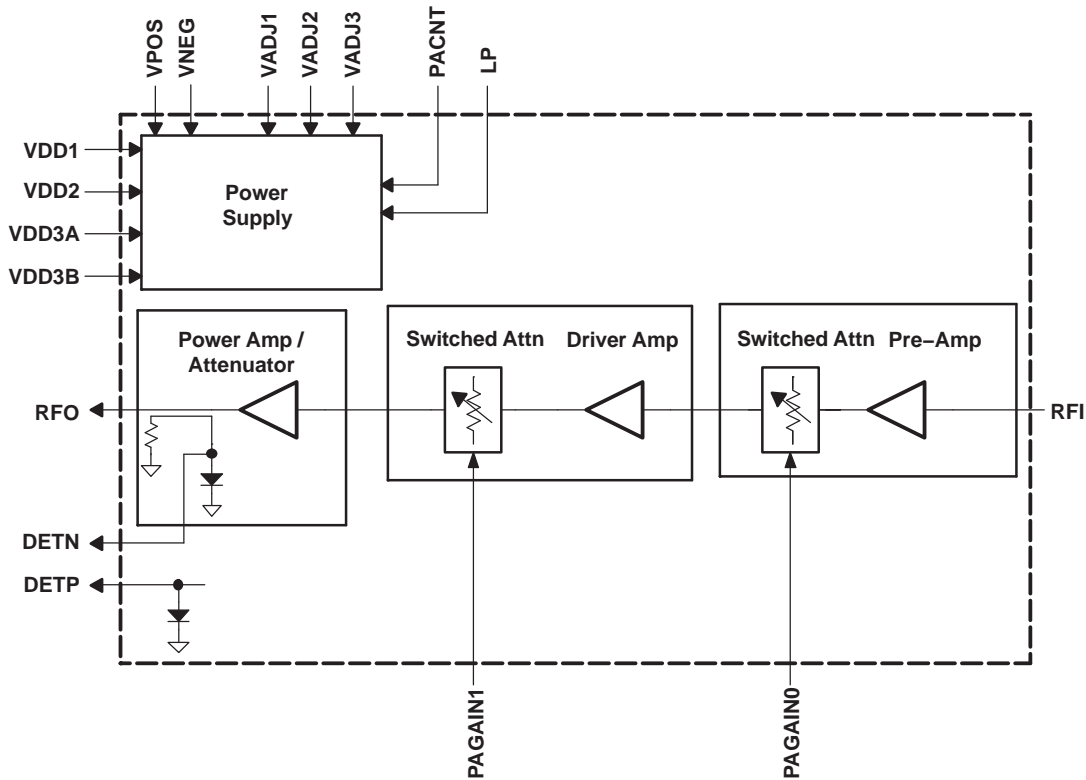 VPOS
VNEG
VADJ1
VADJ2
VADJ3
PACNT
LP
VDD1
VDD2
VDD3A
VDD3B
Power
Supply
Power Amp /
Attenuator
Switched Attn
Driver Amp
Switched Attn
Pre–Amp
RFO
RFI
DETN
DETP
PAGAIN1
PAGAIN0